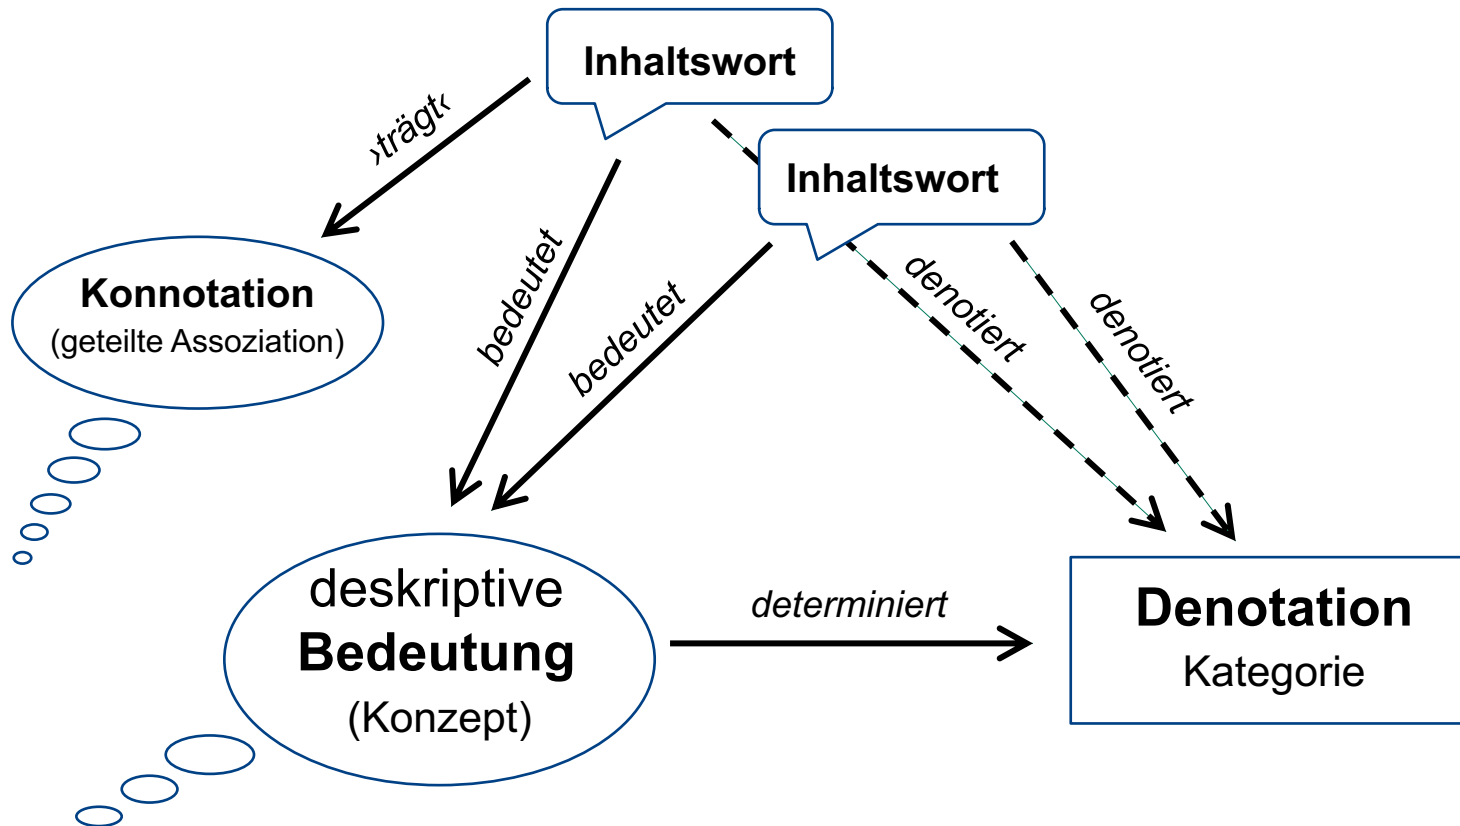 Inhaltswort
›trägt‹
Inhaltswort
bedeutet
bedeutet
denotiert
denotiert
Konnotation
(geteilte Assoziation)
deskriptive
Bedeutung
(Konzept)
determiniert
Denotation
Kategorie